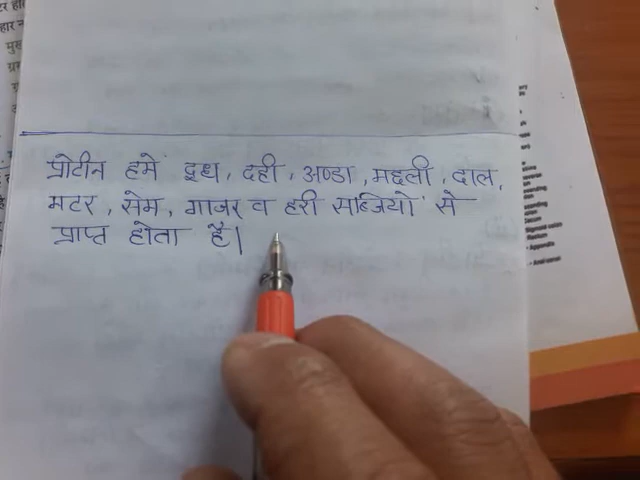 प्रोटीन हमें दूध, दही, अण्डा, मछली, दाल,
मटर, सेम, गाजर व हरी सब्जियों से
प्राप्त होता है।